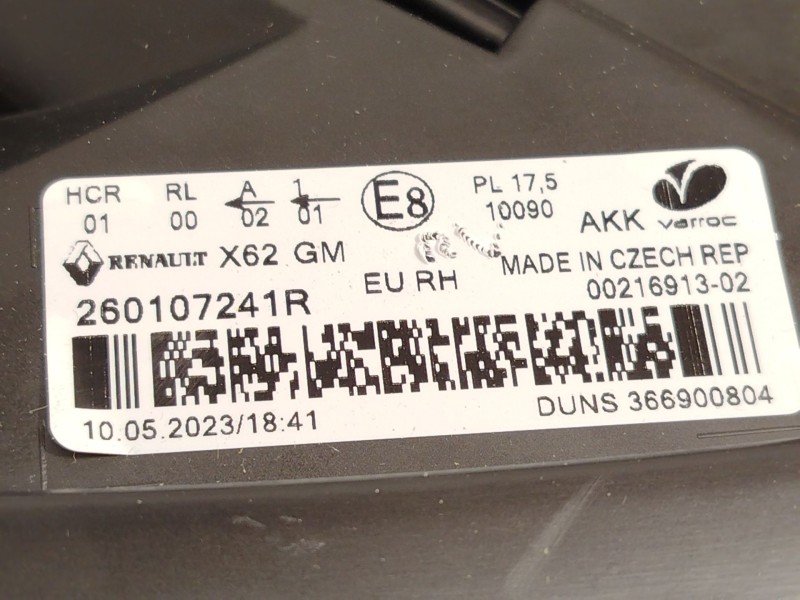 HCR RL A 1 E8 PL 17,5
01 00 02 01 10090 AKK varroc
RENAULT X62 GM EU RH MADE IN CZECH REP
260107241R 00216913-02
10.05.2023/18:41 DUNS 366900804